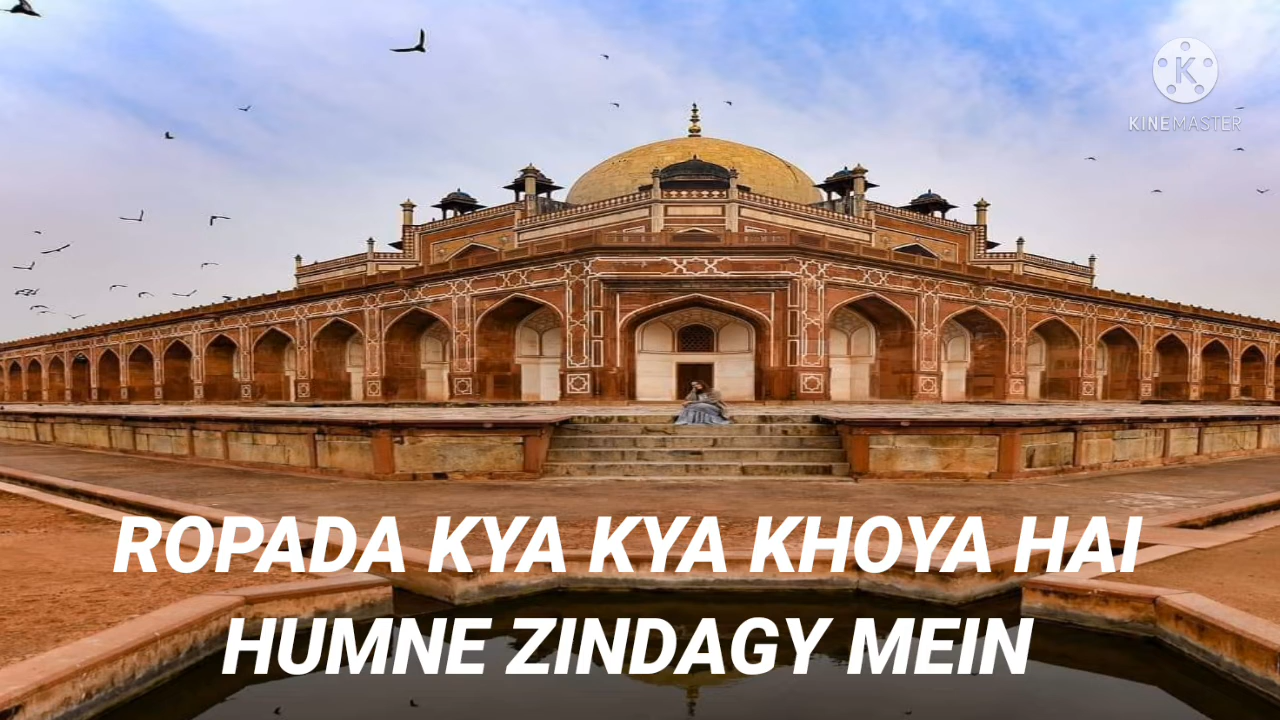 K
KINEMASTER
ROPADA KYA KYA KHOYA HAI
HUMNE ZINDAGY MEIN